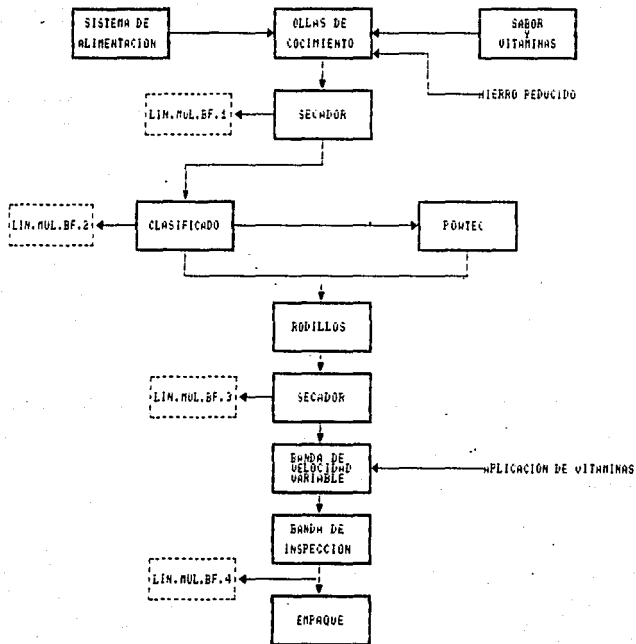 SISTEMA DE
ALIMENTACION
OLLAS DE
COCIMIENTO
SABOR
Y
VITAMINAS
HIERRO REDUCIDO
LIN.MUL.BF.1
SECADOR
LIN.MUL.BF.2
CLASIFICADO
POWTEC
RODILLOS
LIN.MUL.BF.3
SECADOR
BANDA DE
VELOCIDAD
VARIABLE
APLICACIÓN DE VITAMINAS
BANDA DE
INSPECCION
LIN.MUL.BF.4
EMPAQUE